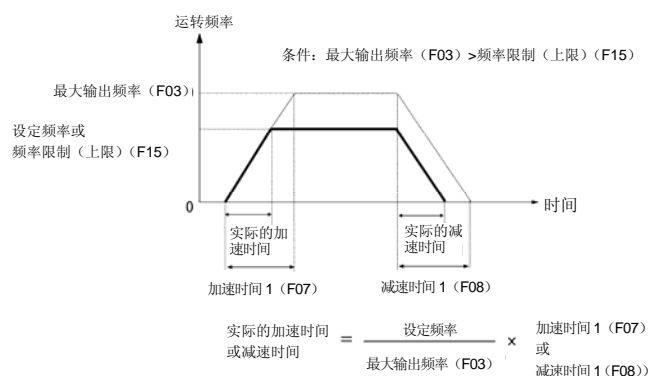 运转频率
条件：最大输出频率（F03）>频率限制（上限）（F15）
最大输出频率（F03）
设定频率或
频率限制（上限）（F15）
0
时间
实际的加
速时间
实际的减
速时间
加速时间 1（F07）
减速时间 1（F08）
实际的加速时间
或减速时间
=
设定频率
最大输出频率（F03）
×
加速时间 1（F07）
或
减速时间 1（F08））